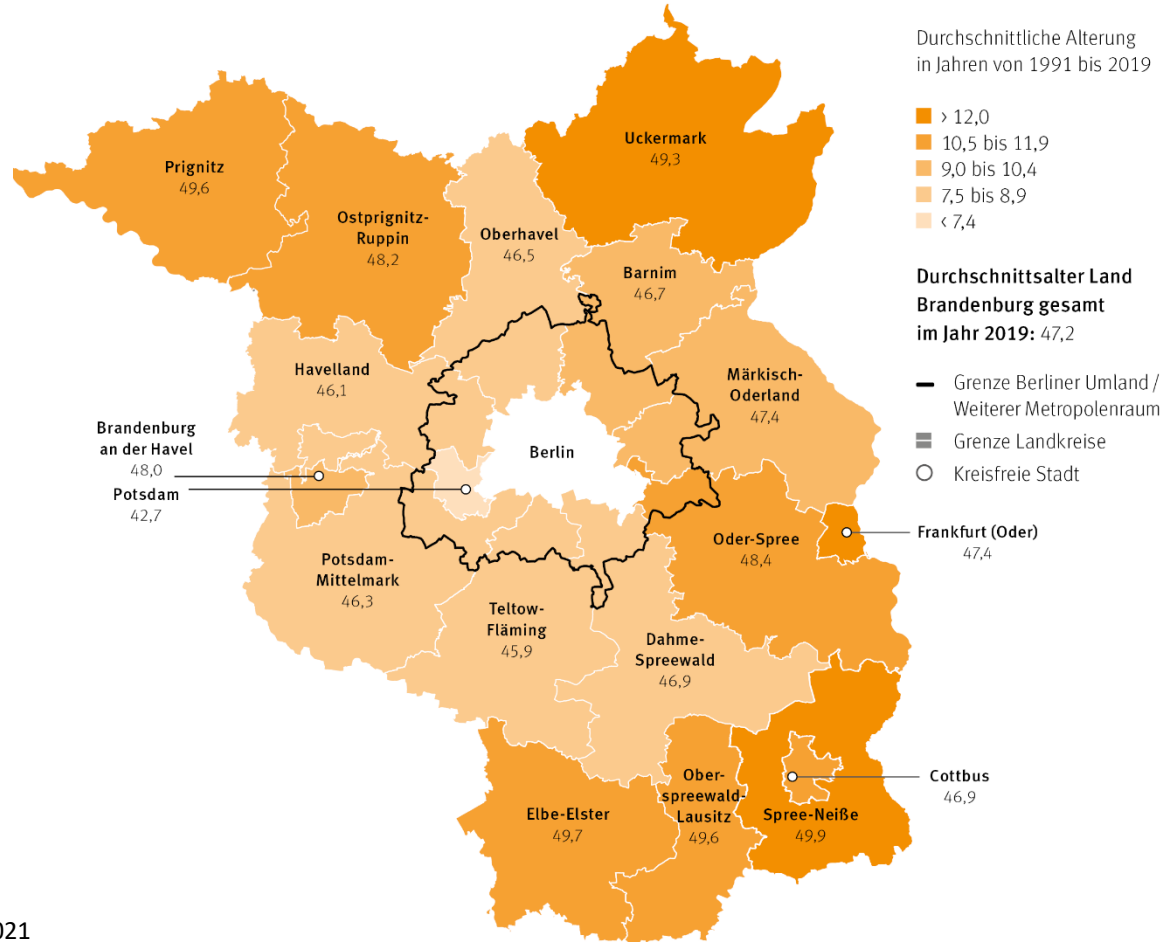 Durchschnittliche Alterung
in Jahren von 1991 bis 2019
› 12,0
10,5 bis 11,9
9,0 bis 10,4
7,5 bis 8,9
‹ 7,4
Durchschnittsalter Land
Brandenburg gesamt
im Jahr 2019: 47,2
Grenze Berliner Umland /
Weiterer Metropolenraum
Grenze Landkreise
Kreisfreie Stadt
Uckermark
49,3
Prignitz
49,6
Ostprignitz-
Ruppin
48,2
Oberhavel
46,5
Barnim
46,7
Havelland
46,1
Märkisch-
Oderland
47,4
Brandenburg
an der Havel
48,0
Potsdam
42,7
Berlin
Oder-Spree
48,4
Frankfurt (Oder)
47,4
Potsdam-
Mittelmark
46,3
Teltow-
Fläming
45,9
Dahme-
Spreewald
46,9
Elbe-Elster
49,7
Ober-
spreewald-
Lausitz
49,6
Spree-Neiße
49,9
Cottbus
46,9
021